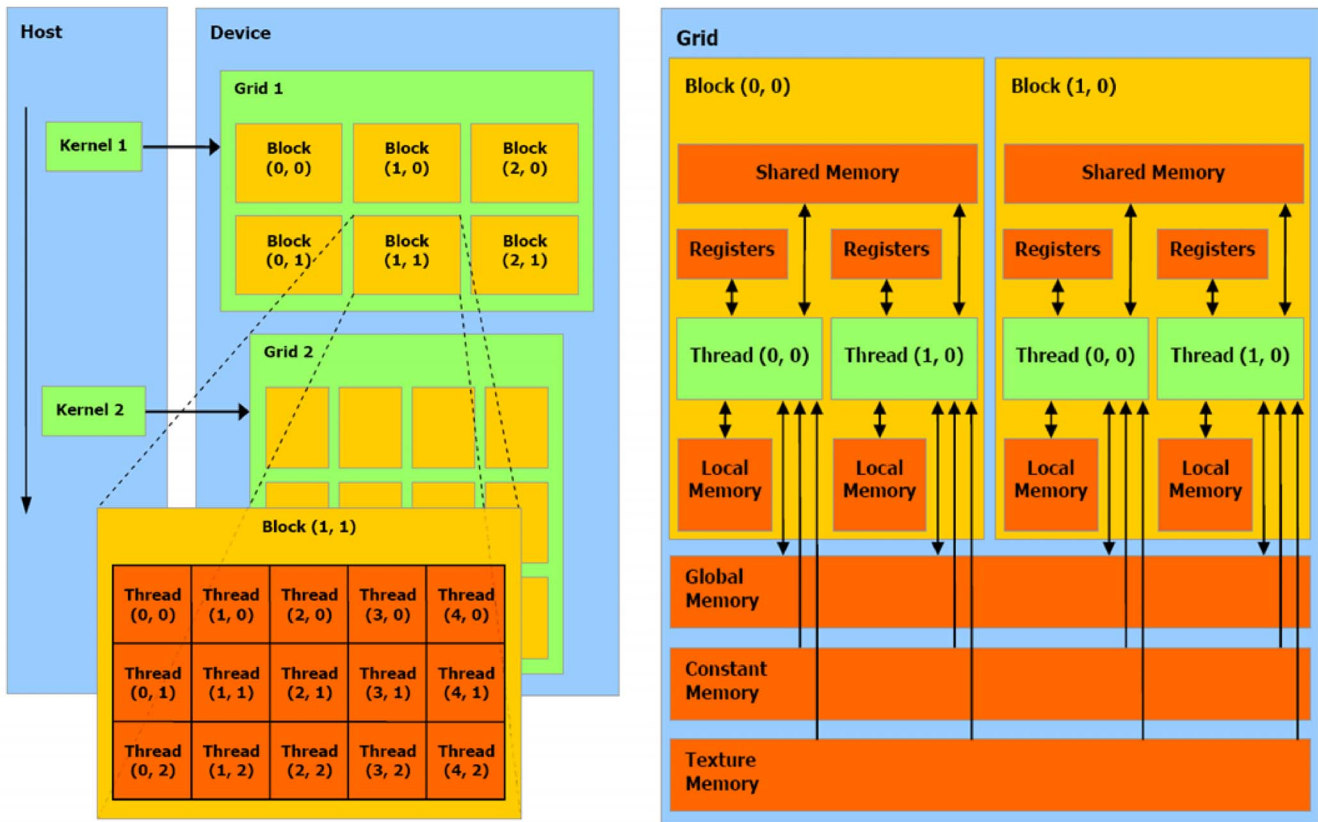 Host
Device
Grid 1
Kernel 1
Block
(0, 0)
Block
(1, 0)
Block
(2, 0)
Block
(0, 1)
Block
(1, 1)
Block
(2, 1)
Grid 2
Kernel 2
Block (1, 1)
Thread
(0, 0)
Thread
(1, 0)
Thread
(2, 0)
Thread
(3, 0)
Thread
(4, 0)
Thread
(0, 1)
Thread
(1, 1)
Thread
(2, 1)
Thread
(3, 1)
Thread
(4, 1)
Thread
(0, 2)
Thread
(1, 2)
Thread
(2, 2)
Thread
(3, 2)
Thread
(4, 2)
Grid
Block (0, 0)
Shared Memory
Registers
Registers
Thread (0, 0)
Thread (1, 0)
Local
Memory
Local
Memory
Block (1, 0)
Shared Memory
Registers
Registers
Thread (0, 0)
Thread (1, 0)
Local
Memory
Local
Memory
Global
Memory
Constant
Memory
Texture
Memory